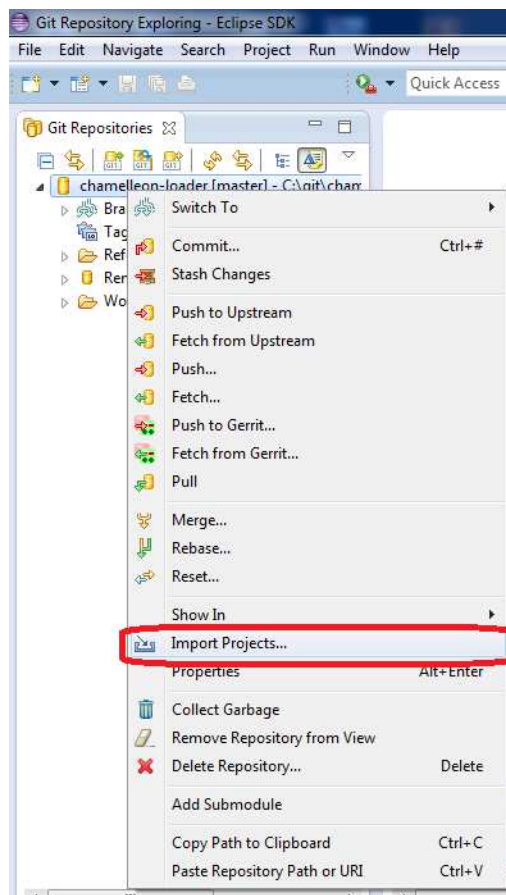 Git Repository Exploring - Eclipse SDK
File Edit Navigate Search Project Run Window Help
Quick Access
Git Repositories
chamelleon-loader [master] - C:\git\cham
Bra
Tag
Ref
Rer
Wo
Switch To
Commit... Ctrl+#
Stash Changes
Push to Upstream
Fetch from Upstream
Push...
Fetch...
Push to Gerrit...
Fetch from Gerrit...
Pull
Merge...
Rebase...
Reset...
Show In
Import Projects...
Properties Alt+Enter
Collect Garbage
Remove Repository from View
Delete Repository... Delete
Add Submodule
Copy Path to Clipboard Ctrl+C
Paste Repository Path or URI Ctrl+V